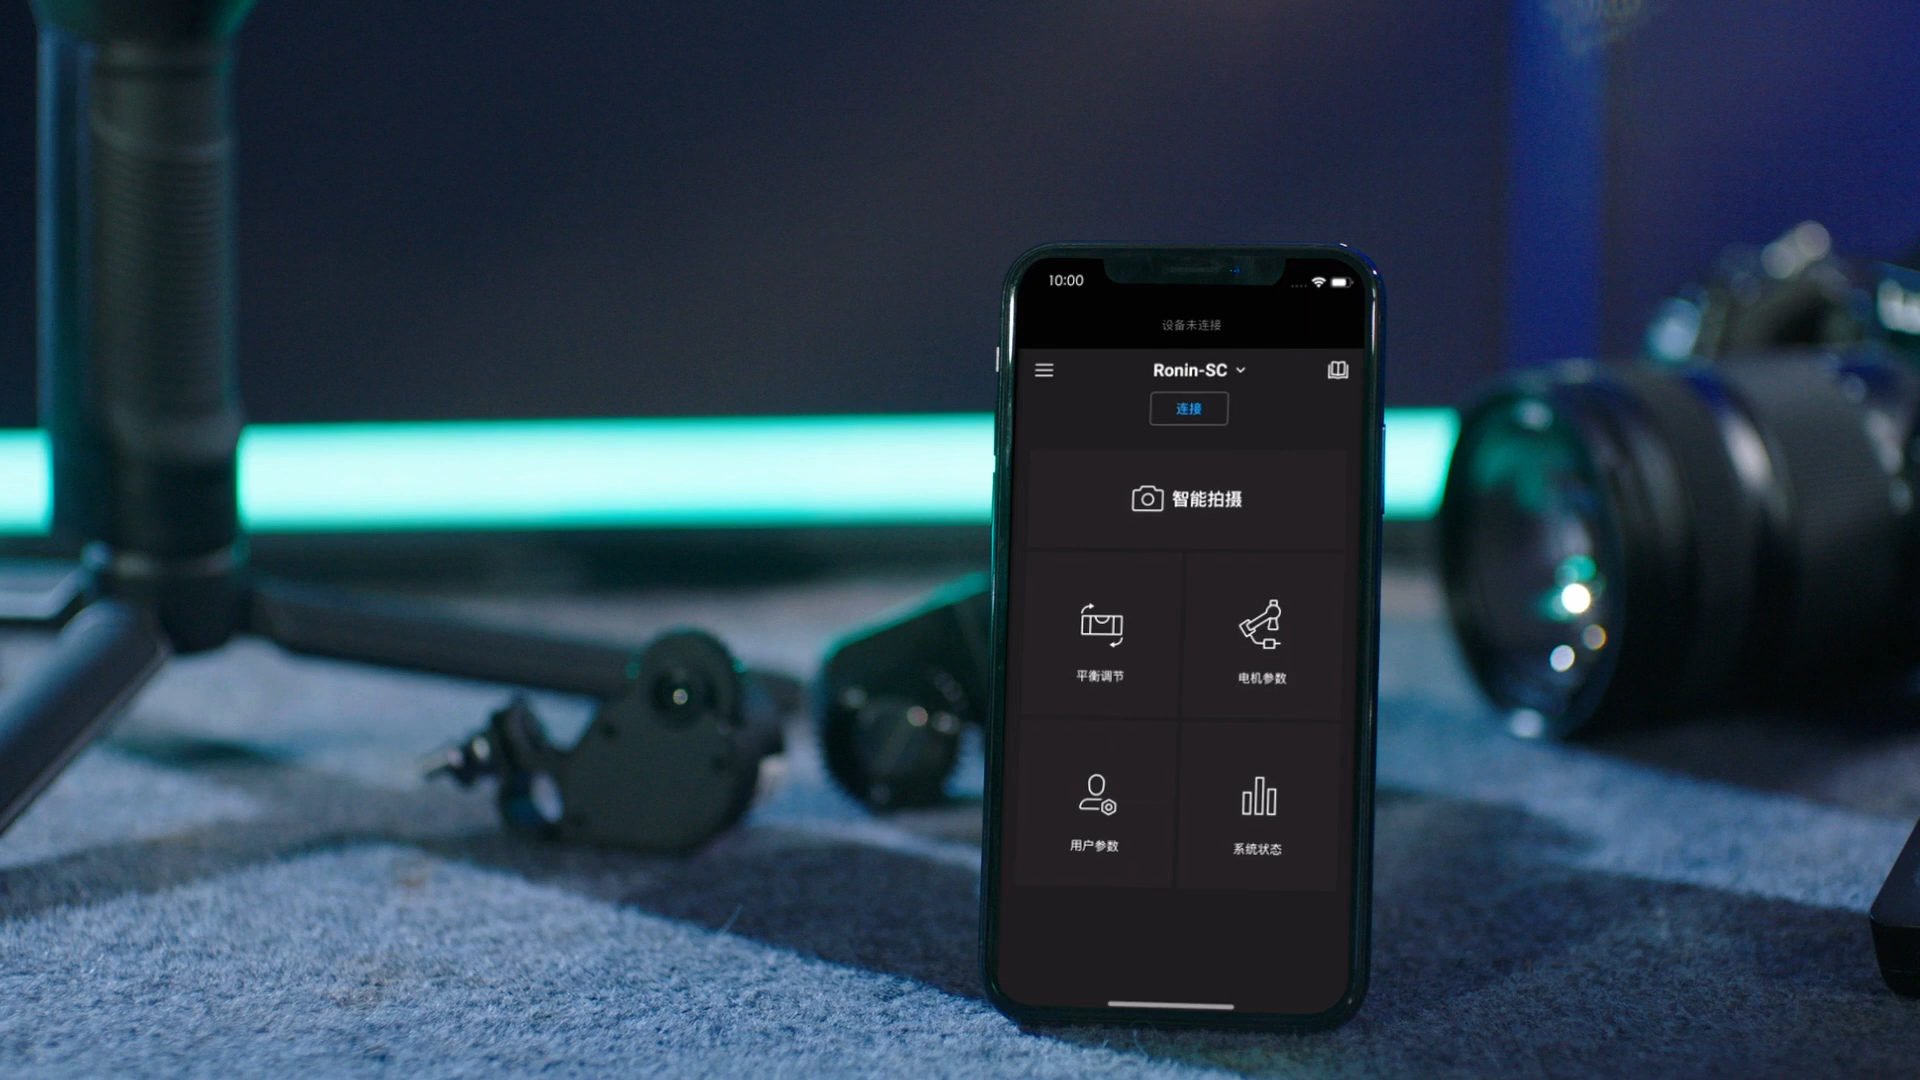 10:00
设备未连接
Ronin-SC
连接
智能拍摄
平衡调节
电机参数
用户参数
系统状态